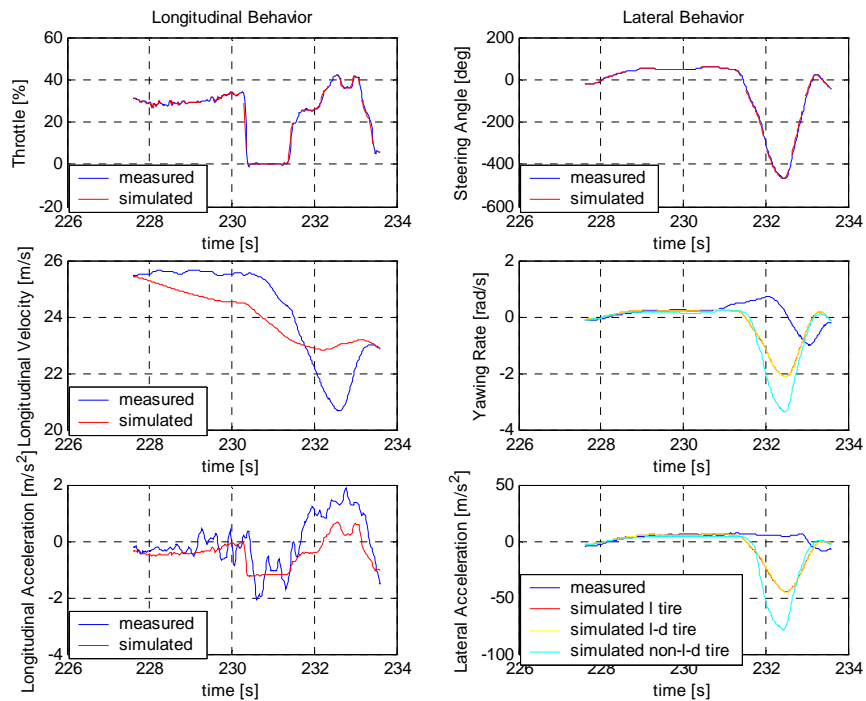 Longitudinal Behavior
Throttle [%]
60
40
20
0
-20
226 228 230 232 234
time [s]
measured
simulated
Lateral Behavior
Steering Angle [deg]
200
0
-200
-400
-600
226 228 230 232 234
time [s]
measured
simulated
Longitudinal Velocity [m/s]
26
24
22
20
226 228 230 232 234
time [s]
measured
simulated
Yawing Rate [rad/s]
2
0
-2
-4
226 228 230 232 234
time [s]
Longitudinal Acceleration [m/s²]
2
0
-2
-4
226 228 230 232 234
time [s]
measured
simulated
Lateral Acceleration [m/s²]
50
0
-50
-100
226 228 230 232 234
time [s]
measured
simulated l tire
simulated l-d tire
simulated non-l-d tire